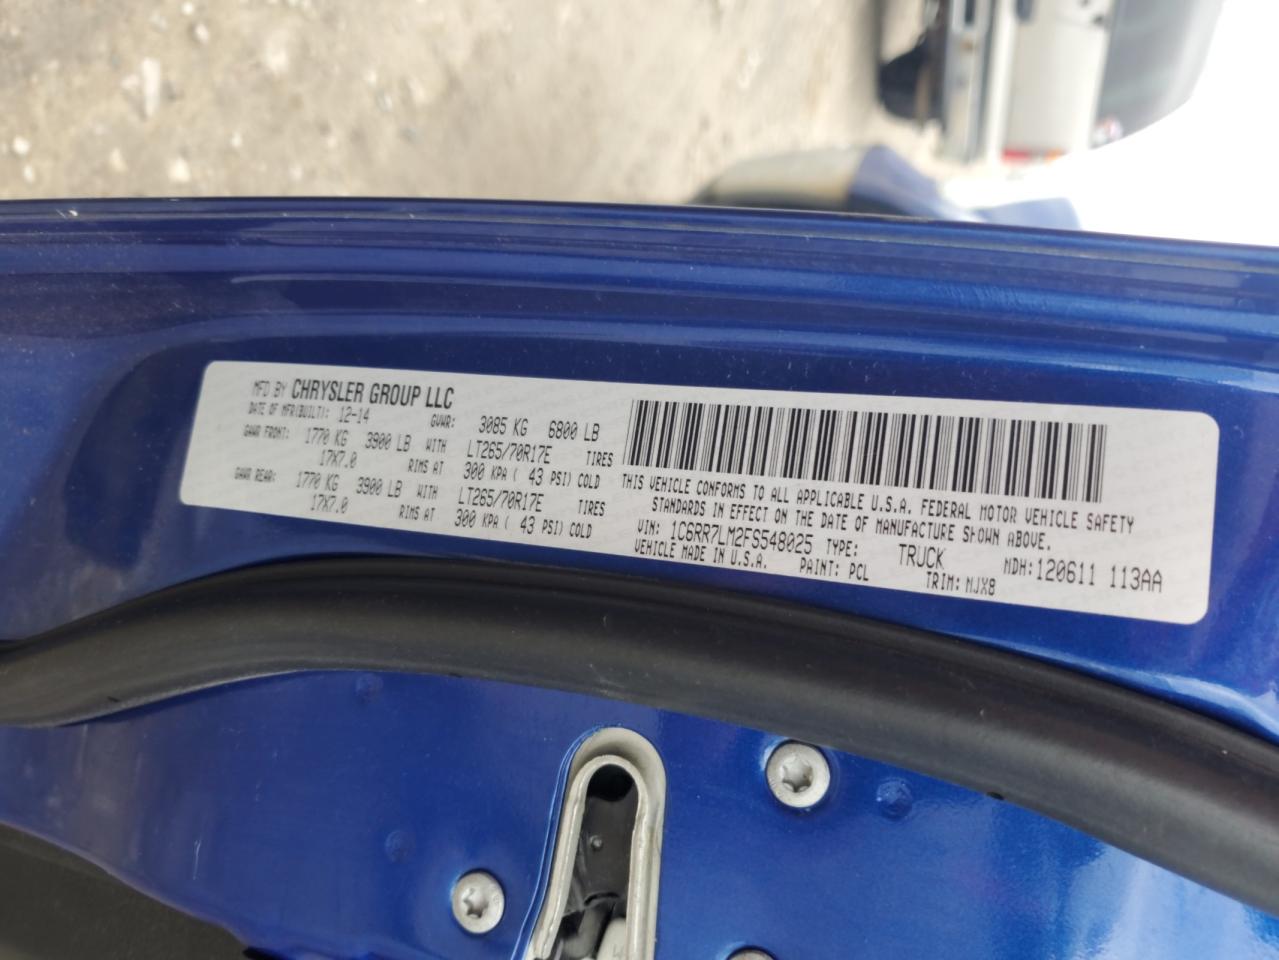 MFD BY CHRYSLER GROUP LLC
DATE OF MFR(BUILT): 12-14 GVWR: 3085 KG 6800 LB
GAWR FRONT: 1770 KG 3900 LB WITH LT265/70R17E TIRES
17X7.0 RIMS AT 300 KPA ( 43 PSI) COLD
GAWR REAR: 1770 KG 3900 LB WITH LT265/70R17E TIRES
17X7.0 RIMS AT 300 KPA ( 43 PSI) COLD
THIS VEHICLE CONFORMS TO ALL APPLICABLE U.S.A. FEDERAL MOTOR VEHICLE SAFETY
STANDARDS IN EFFECT ON THE DATE OF MANUFACTURE SHOWN ABOVE.
VIN: 1C6RR7LM2FS548025 TYPE: TRUCK MDH: 120611 113AA
VEHICLE MADE IN U.S.A. PAINT: PCL TRIM: MJX8